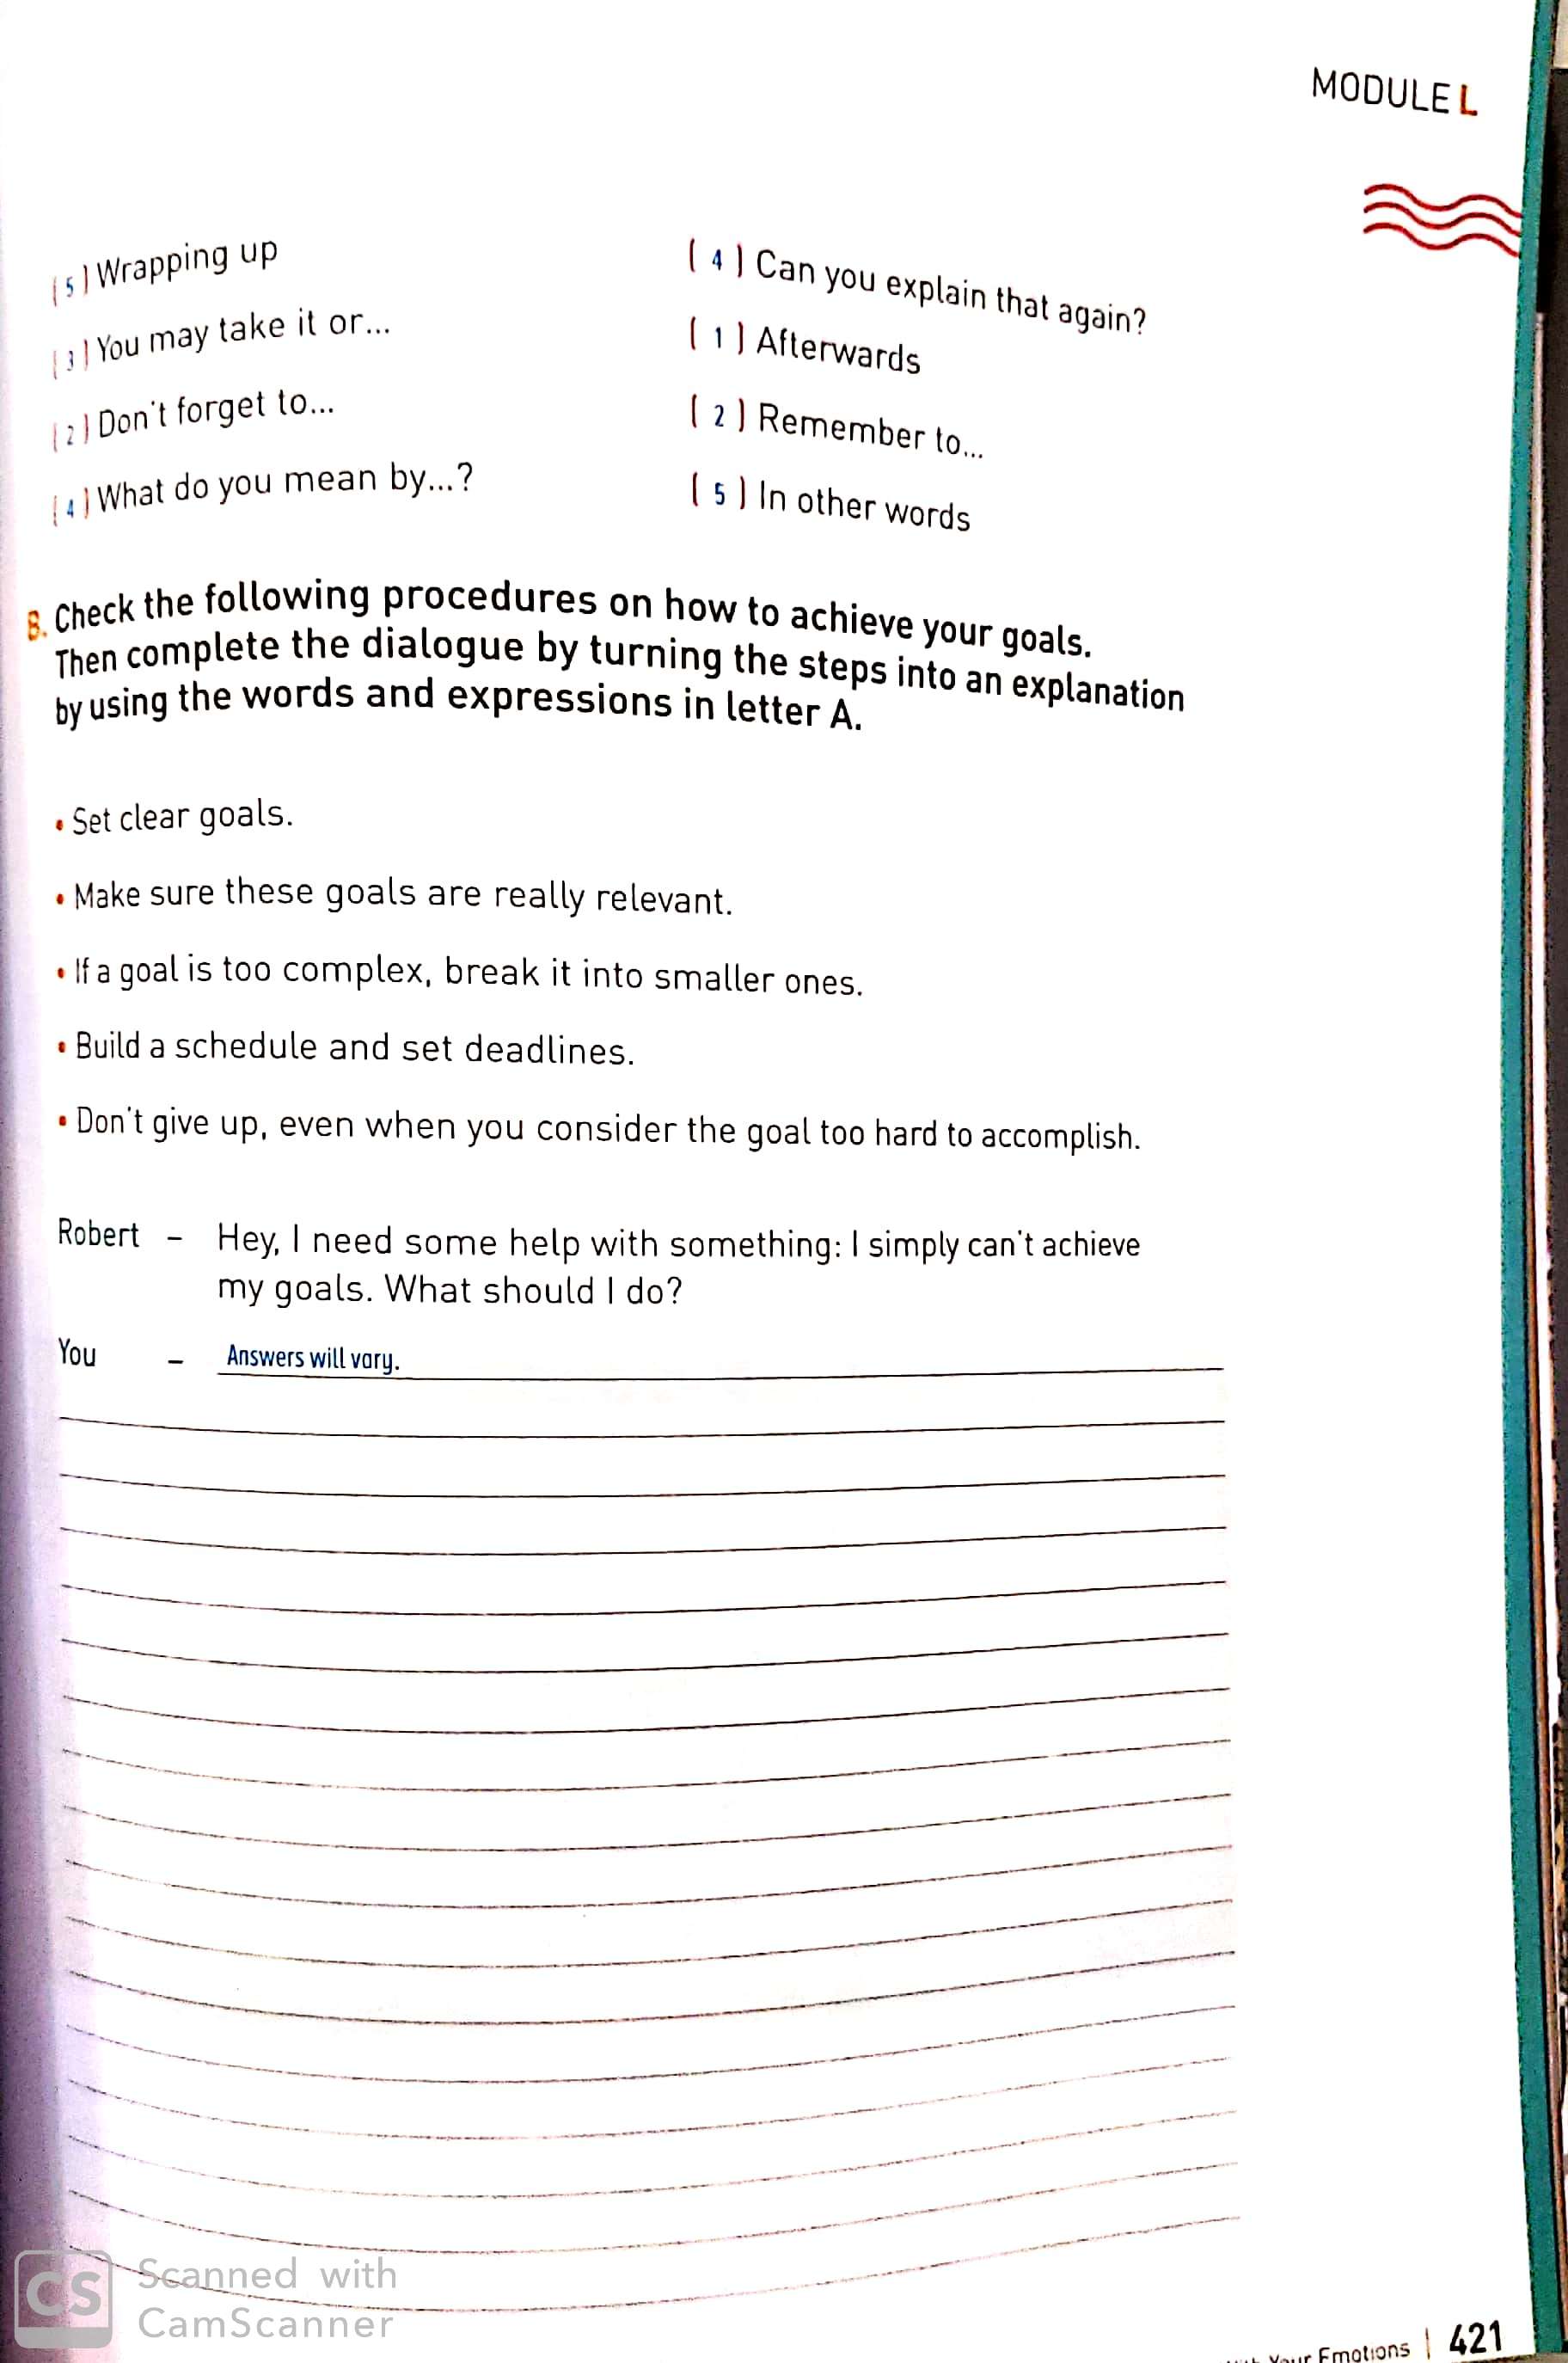 MODULE L
( 5 ) Wrapping up
( 3 ) You may take it or...
( 2 ) Don't forget to...
( 4 ) What do you mean by...?
( 4 ) Can you explain that again?
( 1 ) Afterwards
( 2 ) Remember to...
( 5 ) In other words
B. Check the following procedures on how to achieve your goals.
Then complete the dialogue by turning the steps into an explanation
by using the words and expressions in letter A.
• Set clear goals.
• Make sure these goals are really relevant.
• If a goal is too complex, break it into smaller ones.
• Build a schedule and set deadlines.
• Don't give up, even when you consider the goal too hard to accomplish.
Robert – Hey, I need some help with something: I simply can't achieve
my goals. What should I do?
You – Answers will vary.
CS Scanned with
CamScanner
Your Emotions | 421